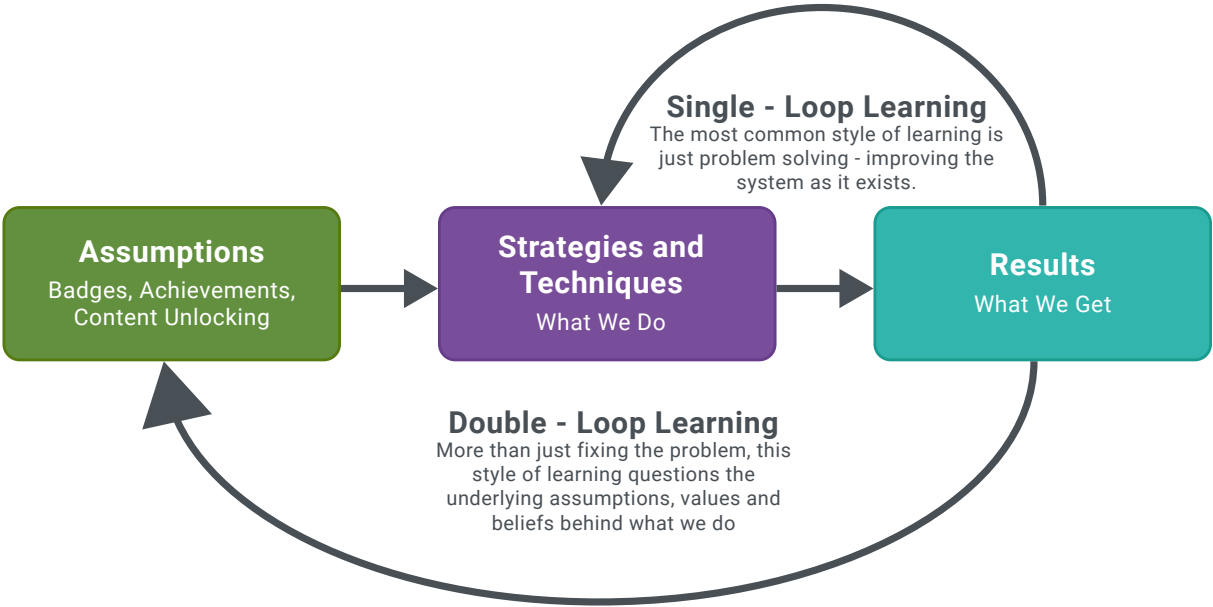 Single - Loop Learning
The most common style of learning is
just problem solving - improving the
system as it exists.
Assumptions
Badges, Achievements,
Content Unlocking
Strategies and
Techniques
What We Do
Results
What We Get
Double - Loop Learning
More than just fixing the problem, this
style of learning questions the
underlying assumptions, values and
beliefs behind what we do